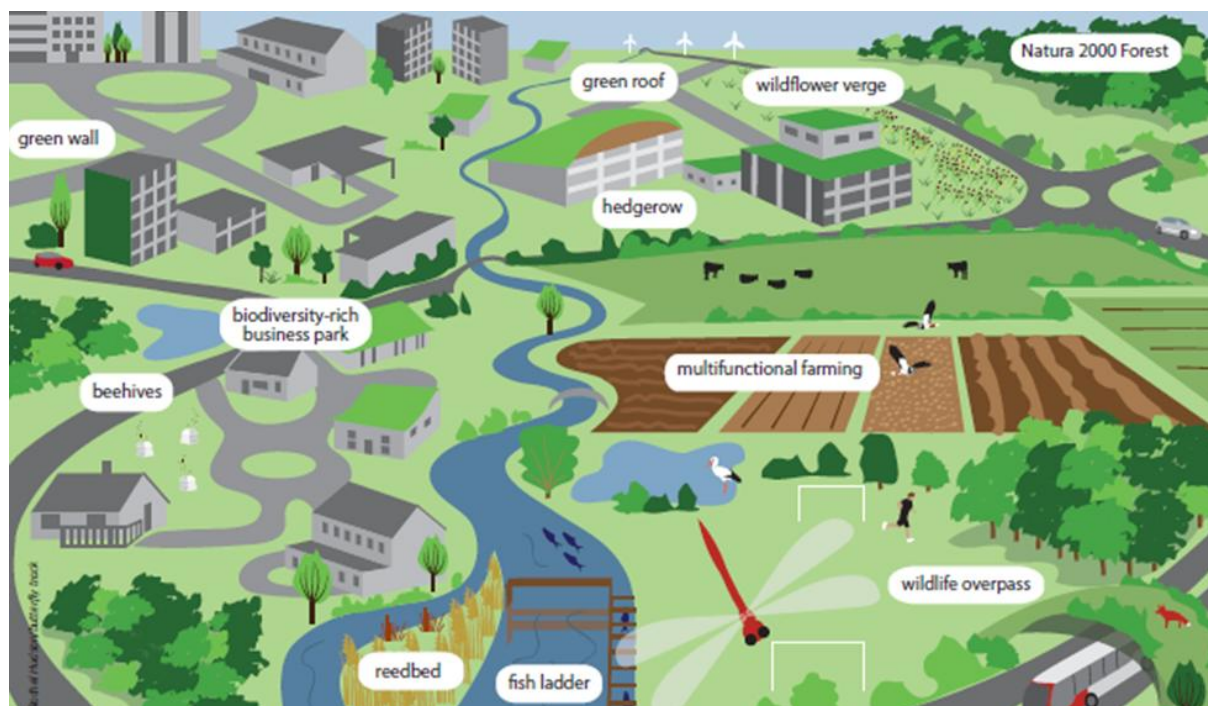 Natura 2000 Forest
green roof
wildflower verge
green wall
hedgerow
biodiversity-rich
business park
multifunctional farming
beehives
wildlife overpass
reedbed
fish ladder